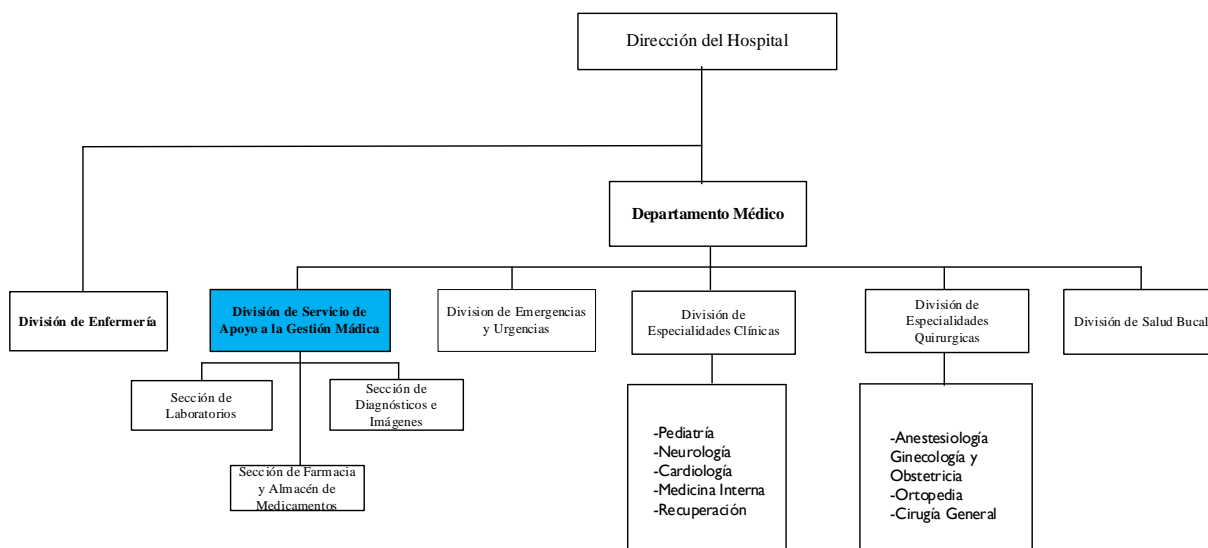 Dirección del Hospital
Departamento Médico
División de Enfermería
División de Servicio de
Apoyo a la Gestión Mádica
Division de Emergencias
y Urgencias
División de
Especialidades Clínicas
División de
Especialidades
Quirurgicas
División de Salud Bucal
Sección de
Laboratorios
Sección de
Diagnósticos e
Imágenes
Sección de Farmacia
y Almacén de
Medicamentos
-Pediatría
-Neurología
-Cardiología
-Medicina Interna
-Recuperación
-Anestesiología
Ginecología y
Obstetricia
-Ortopedia
-Cirugía General